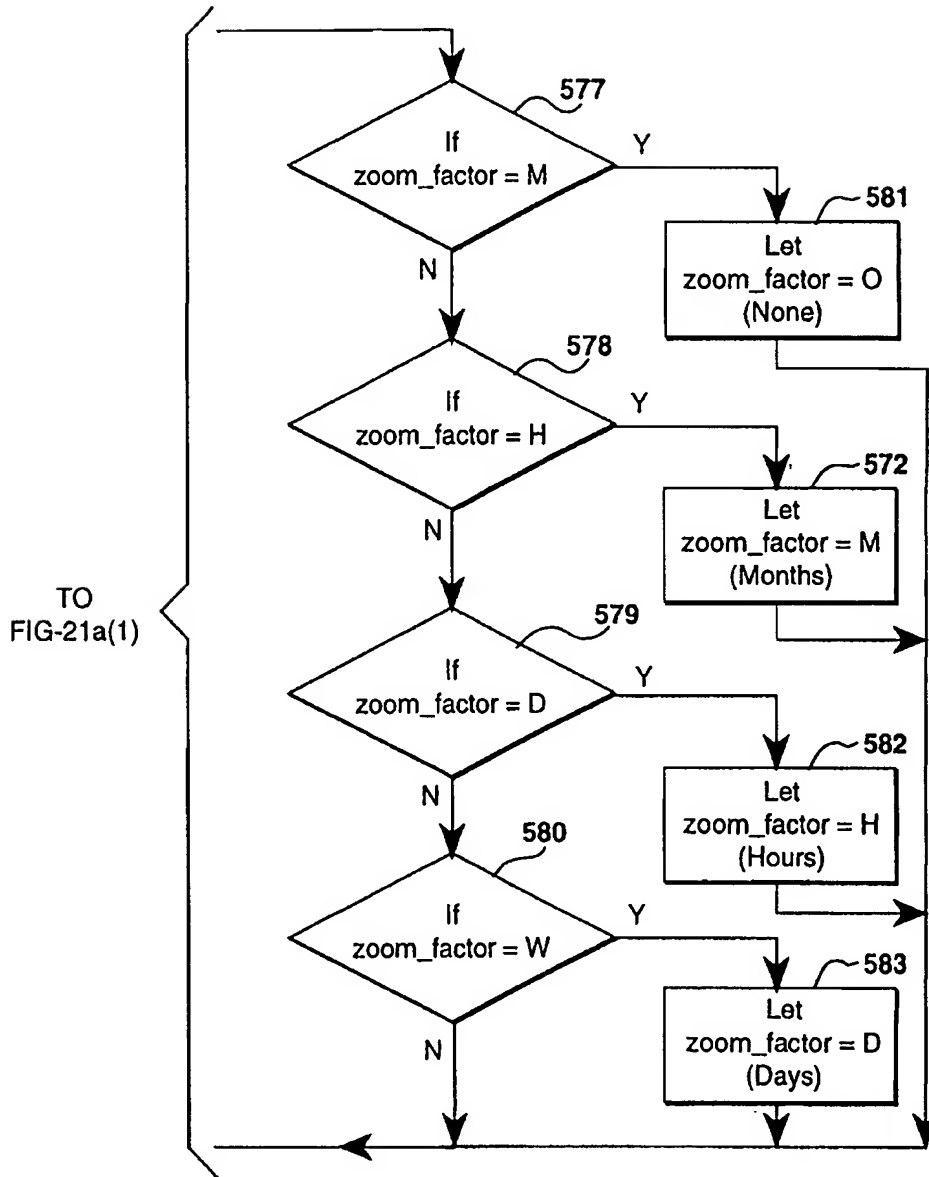 577
If
zoom_factor = M
Y
N
581
Let
zoom_factor = O
(None)
578
If
zoom_factor = H
Y
N
572
Let
zoom_factor = M
(Months)
TO
FIG-21a(1)
579
If
zoom_factor = D
Y
N
582
Let
zoom_factor = H
(Hours)
580
If
zoom_factor = W
Y
N
583
Let
zoom_factor = D
(Days)